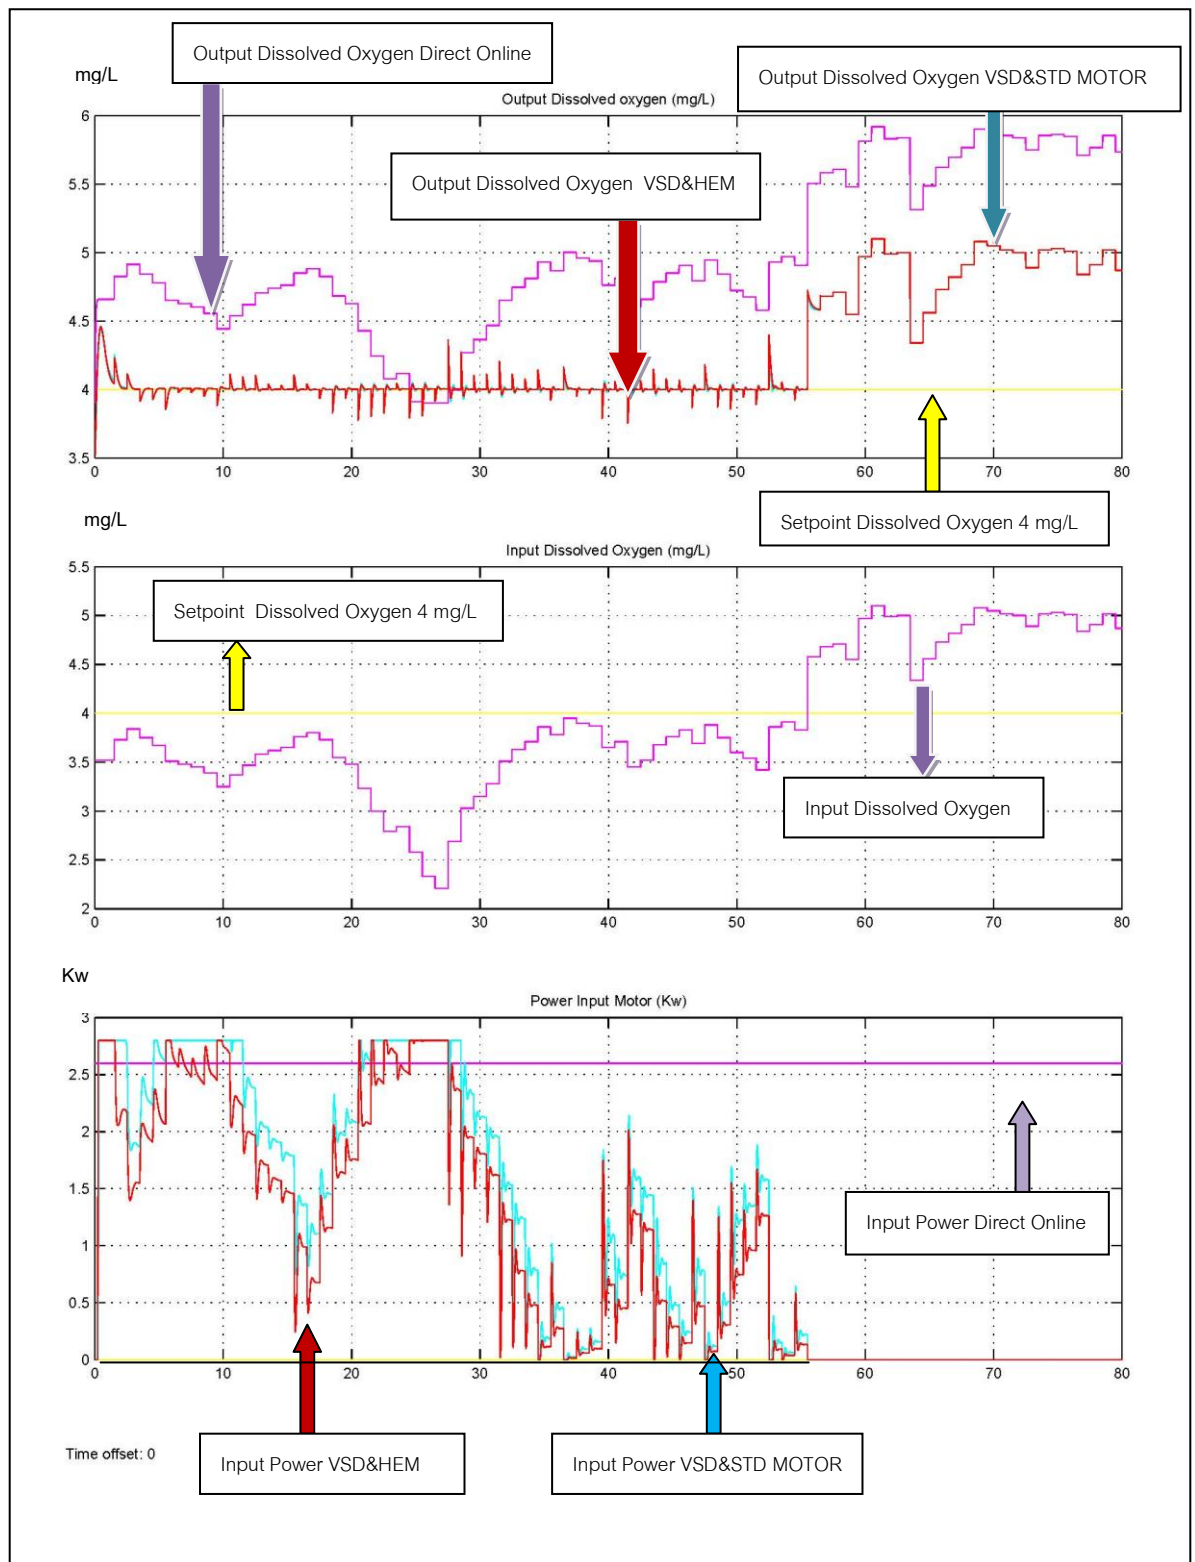 Output Dissolved Oxygen Direct Online
mg/L
Output Dissolved Oxygen VSD&STD MOTOR
Output Dissolved oxygen (mg/L)
Output Dissolved Oxygen  VSD&HEM
6
5.5
5
4.5
4
3.5
0 10 20 30 40 50 60 70 80
Setpoint Dissolved Oxygen 4 mg/L
mg/L
Input Dissolved Oxygen (mg/L)
Setpoint  Dissolved Oxygen 4 mg/L
5.5
5
4.5
4
3.5
3
2.5
2
Input Dissolved Oxygen
0 10 20 30 40 50 60 70 80
Kw
Power Input Motor (Kw)
3
2.5
2
1.5
1
0.5
0
Input Power Direct Online
0 10 20 30 40 50 60 70 80
Time offset: 0
Input Power VSD&HEM
Input Power VSD&STD MOTOR